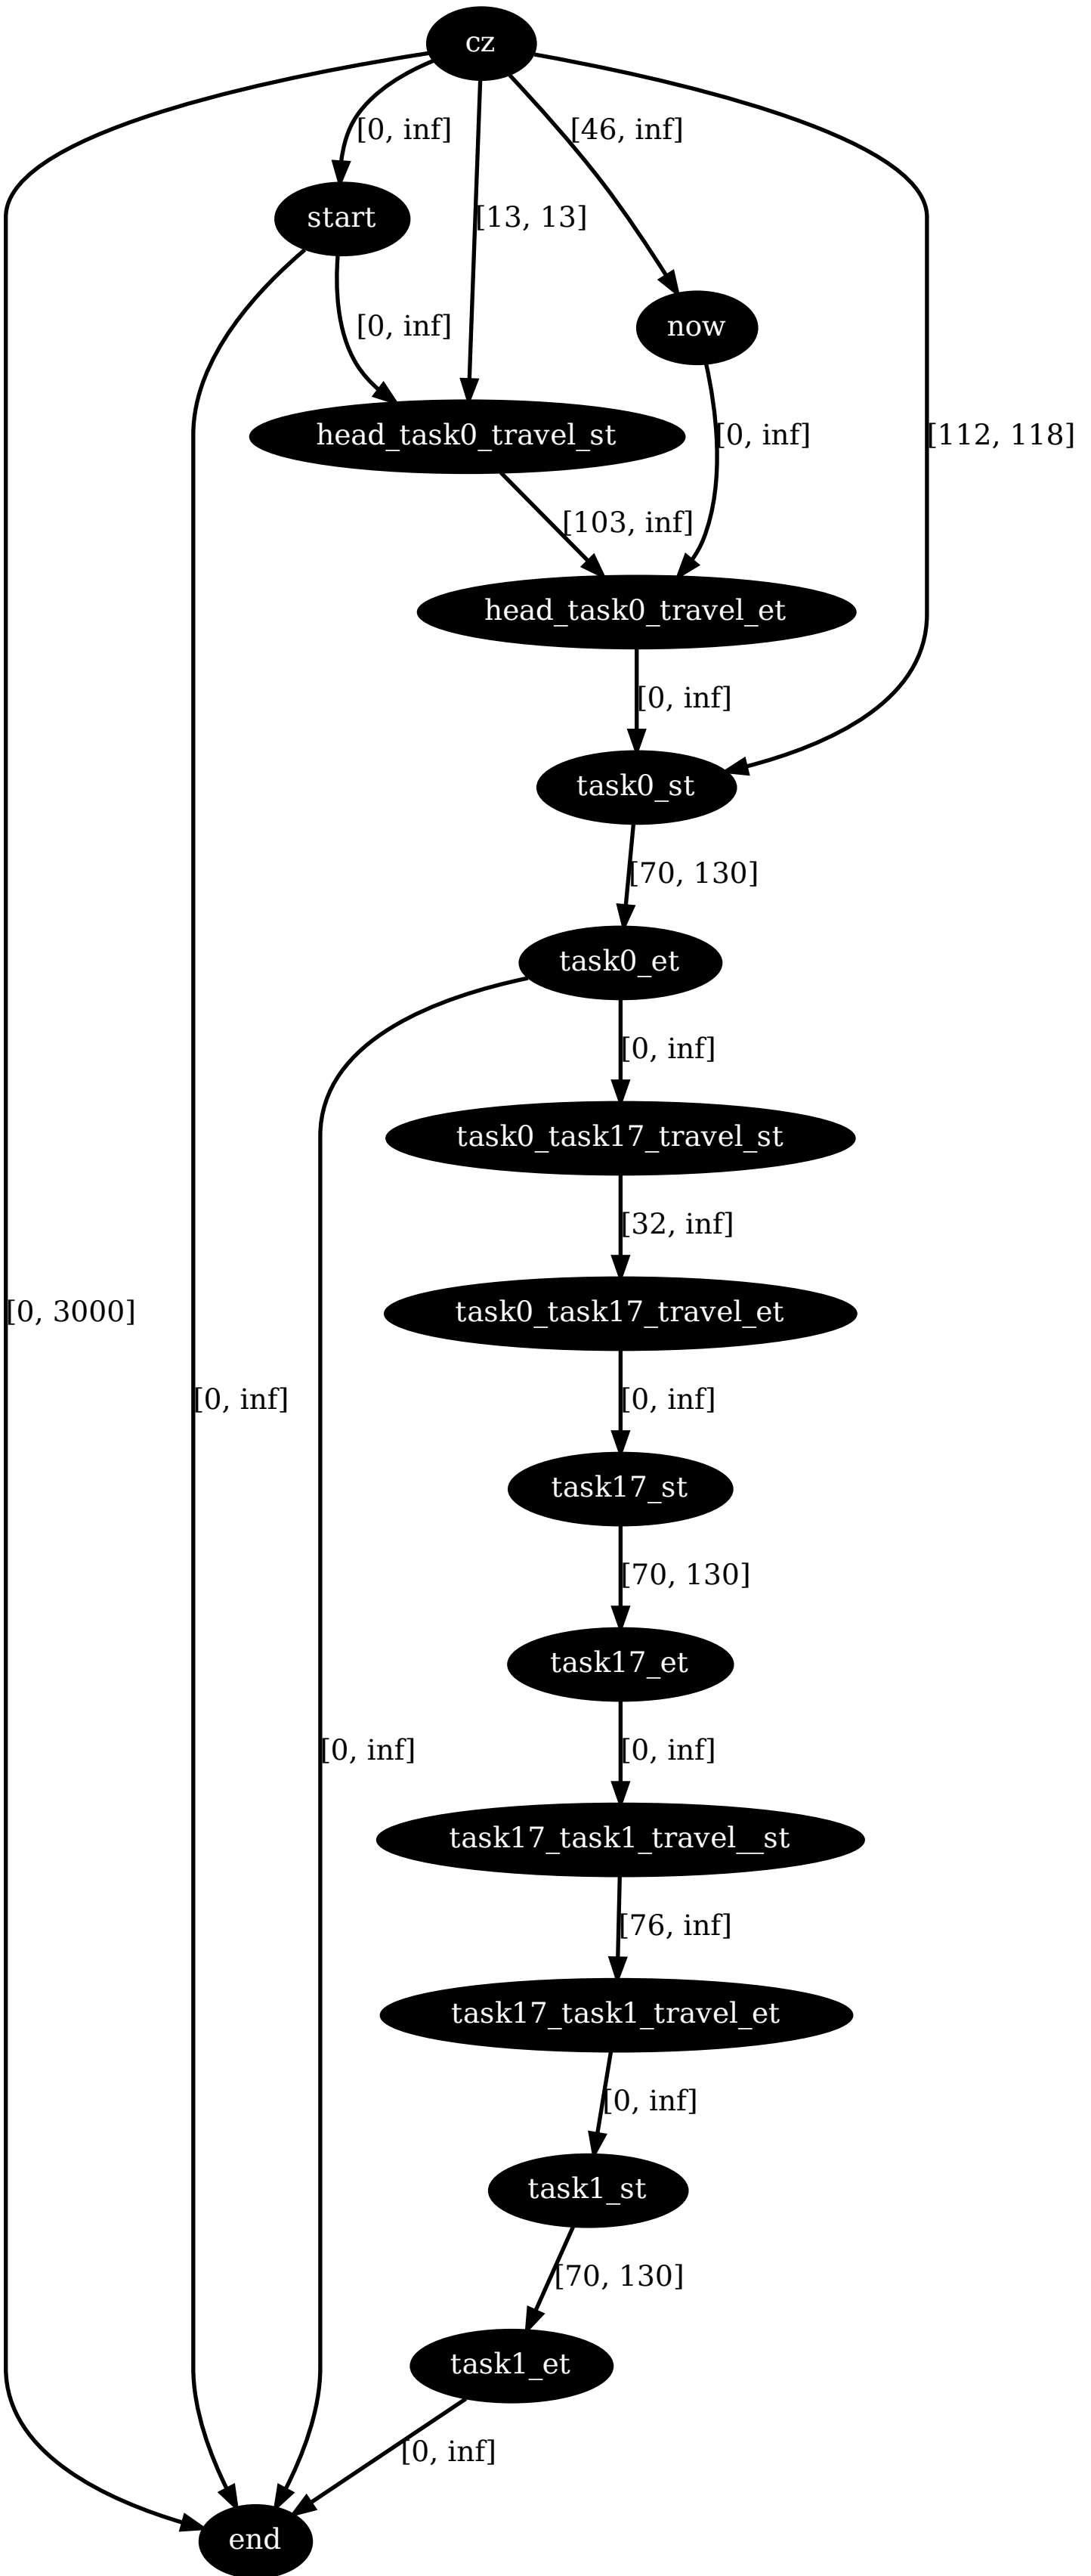 cz
[0, inf]
start
[13, 13]
[46, inf]
[0, inf]
now
head_task0_travel_st
[0, inf]
[112, 118]
[103, inf]
head_task0_travel_et
[0, inf]
task0_st
[70, 130]
task0_et
[0, inf]
task0_task17_travel_st
[32, inf]
task0_task17_travel_et
[0, 3000]
[0, inf]
[0, inf]
task17_st
[70, 130]
task17_et
[0, inf]
[0, inf]
task17_task1_travel__st
[76, inf]
task17_task1_travel_et
[0, inf]
task1_st
[70, 130]
task1_et
[0, inf]
end